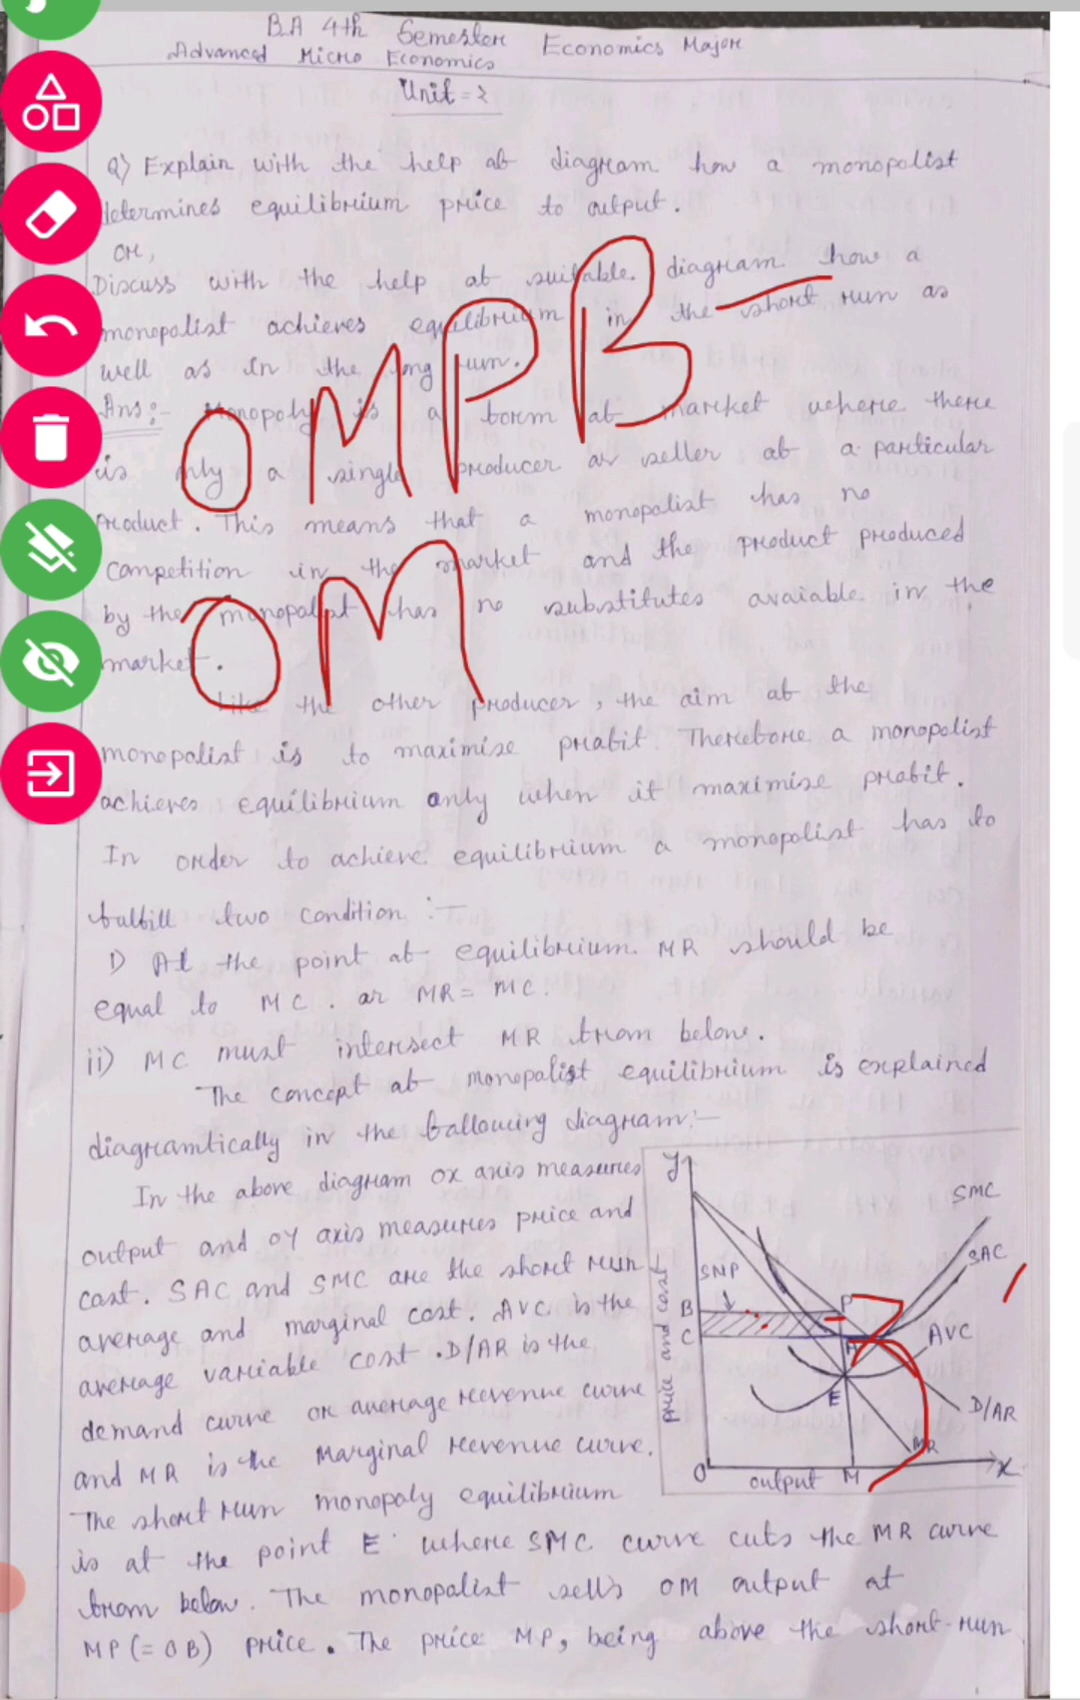 BA 4th Semester Economics Major
Advanced Micro Economics
Unit = 2
Q) Explain with the help of diagram how a monopolist
determines equilibrium price to output.
OR,
Discuss with the help of suitable diagram how a
monopolist achieves equilibrium in the short run as
well as in the long run.
Ans:- Monopoly is a form of market where there
is only a single producer or seller of a particular
product. This means that a monopolist has no
competition in the market and the product produced
by the monopolist has no substitutes avaiable in the
market.
Like the other producer, the aim of the
monopolist is to maximise profit. Therefore a monopolist
achieves equilibrium only when it maximise profit.
In order to achieve equilibrium a monopolist has to
fulfill two condition :-
1) At the point of equilibrium MR should be
equal to MC. or MR = MC.
ii) MC must intersect MR from below.
The concept of monopolist equilibrium is explained
diagramtically in the following diagram:-
In the above diagram OX axis measures
output and OY axis measures price and
cost. SAC and SMC are the short run
average and marginal cost. AVC is the
average variable cost. D/AR is the
demand curve or average revenue curve
and MR is the Marginal revenue curve.
The short run monopoly equilibrium
is at the point E where SMC curve cuts the MR curve
from below. The monopolist sells OM output at
MP (= OB) price. The price MP, being above the short-run
Y
SMC
SAC
SNP
B
P
C
A
AVC
E
D/AR
MR
price and cost
O
output
M
X
OMPB
OM